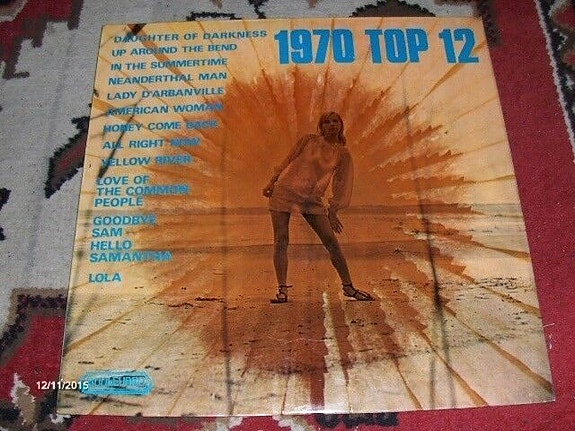 1970 TOP 12
DAUGHTER OF DARKNESS
UP AROUND THE BEND
IN THE SUMMERTIME
NEANDERTHAL MAN
LADY D'ARBANVILLE
AMERICAN WOMAN
HONEY COME BACK
ALL RIGHT NOW
YELLOW RIVER
LOVE OF
THE COMMON
PEOPLE
GOODBYE
SAM
HELLO
SAMANTHA
LOLA
12/11/2015